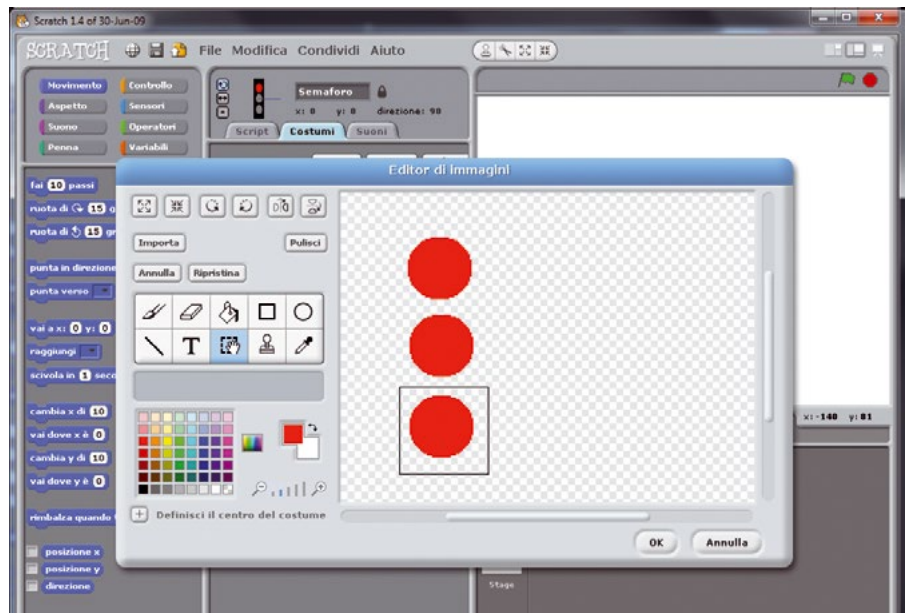 Scratch 1.4 of 30-Jun-09
SCRATCH File Modifica Condividi Aiuto
Movimento Controllo
Aspetto Sensori
Suono Operatori
Penna Variabili
Semaforo
x: 0 y: 0 direzione: 90
Script Costumi Suoni
Editor di immagini
fai 10 passi
ruota di 15 g
ruota di 15 gr
punta in direzione
punta verso
vai a x: 0 y: 0
raggiungi
scivola in 1 seco
cambia x di 10
vai dove x è 0
cambia y di 10
vai dove y è 0
rimbalza quando
posizione x
posizione y
direzione
Importa Pulisci
Annulla Ripristina
T
Definisci il centro del costume
OK Annulla
x: -140 y: 81
Stage